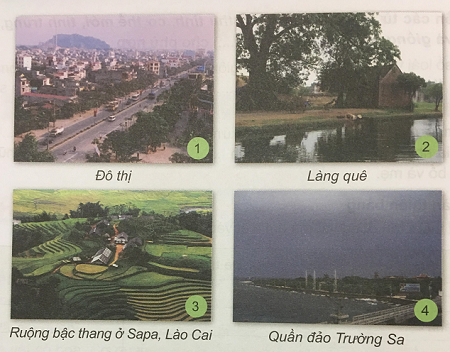 1
2
Đô thị
Làng quê
3
4
Ruộng bậc thang ở Sapa, Lào Cai
Quần đảo Trường Sa